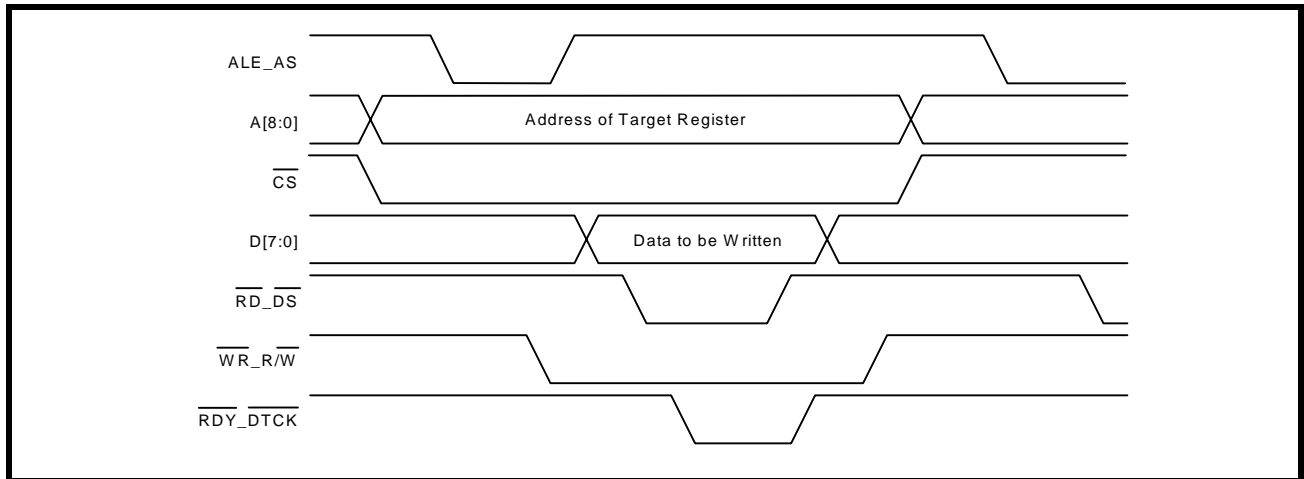 ALE_AS
A[8:0]
Address of Target Register
CS
D[7:0]
Data to be Written
RD_DS
WR_R/W
RDY_DTCK